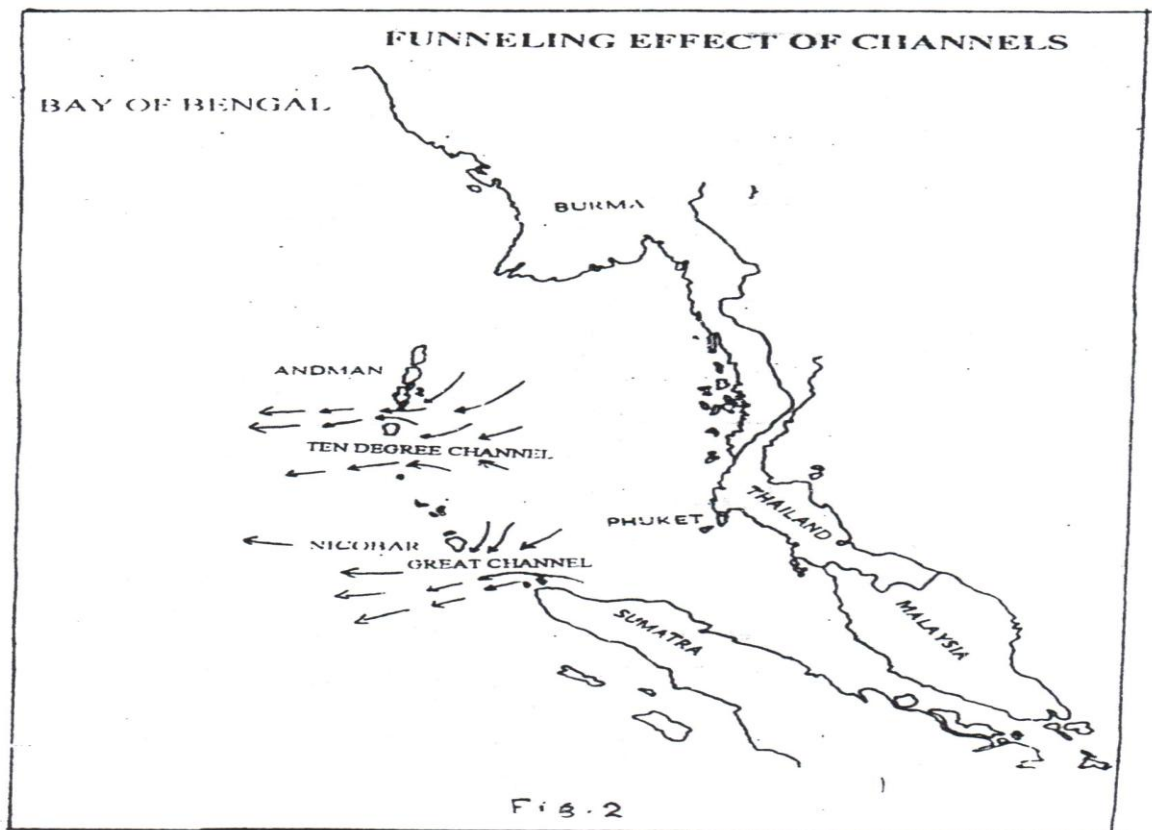 FUNNELING EFFECT OF CHANNELS
BAY OF BENGAL
BURMA
ANDMAN
TEN DEGREE CHANNEL
PHUKET
THAILAND
NICOBAR
GREAT CHANNEL
SUMATRA
MALAYSIA
Fig.2